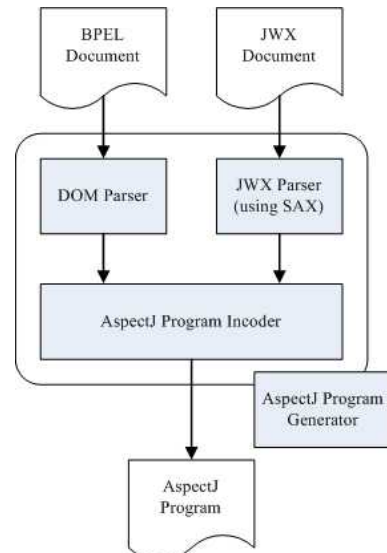 BPEL
Document
JWX
Document
DOM Parser
JWX Parser
(using SAX)
AspectJ Program Incoder
AspectJ Program
Generator
AspectJ
Program